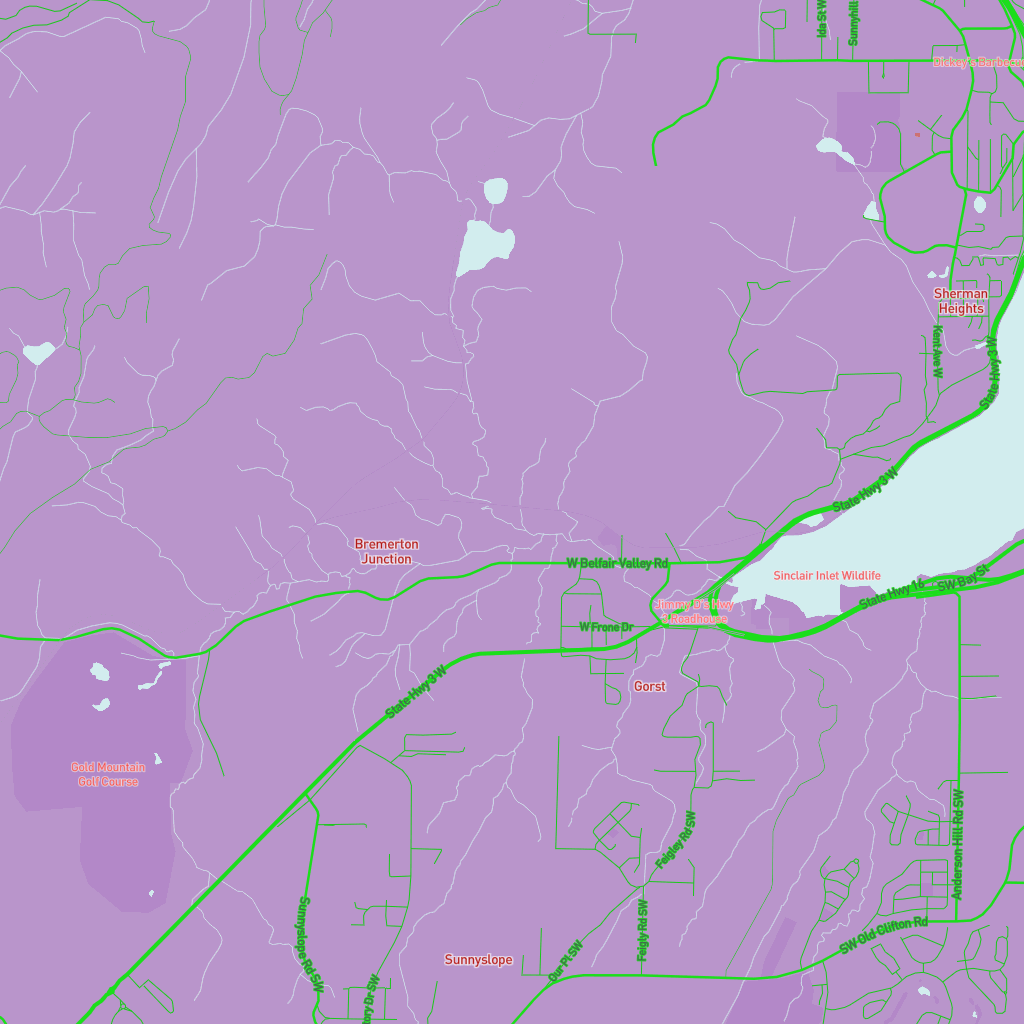 Ida St W
Sunnyhill
Dickey's Barbecue
Sherman
Heights
Kent Ave W
State Hwy 3 W
State Hwy 3 W
Bremerton
Junction
W Belfair Valley Rd
Sinclair Inlet Wildlife
State Hwy 16
SW Bay St
Jimmy D's Hwy
3 Roadhouse
W Frone Dr
State Hwy 3 W
Gorst
Gold Mountain
Golf Course
Feigley Rd SW
Anderson Hill Rd SW
Sunnyslope Rd SW
Feigly Rd SW
SW Old Clifton Rd
Sunnyslope
Our Pl SW
tory Dr SW